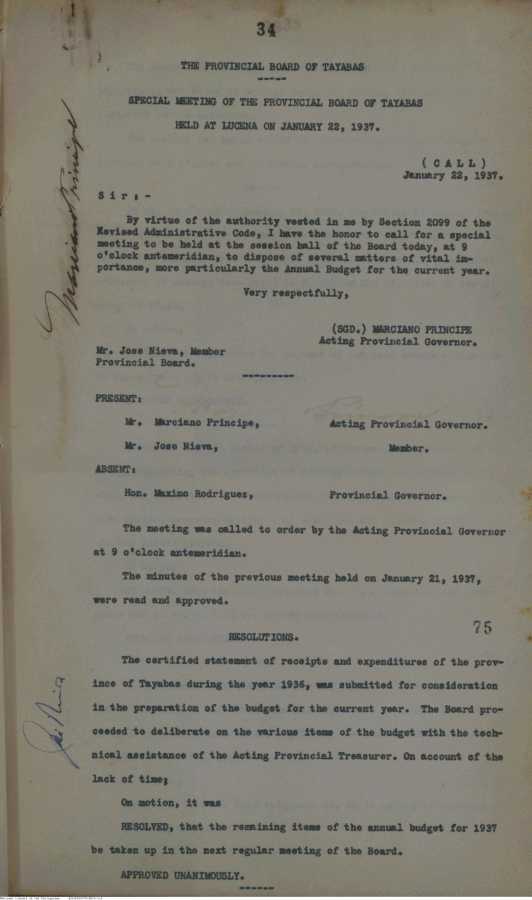 34
THE PROVINCIAL BOARD OF TAYABAS
SPECIAL MEETING OF THE PROVINCIAL BOARD OF TAYABAS
HELD AT LUCENA ON JANUARY 22, 1937.
( C A L L )
January 22, 1937.
S i r : -
By virtue of the authority vested in me by Section 2099 of the
Revised Administrative Code, I have the honor to call for a special
meeting to be held at the session hall of the Board today, at 9
o'clock antemeridian, to dispose of several matters of vital im-
portance, more particularly the Annual Budget for the current year.
Very respectfully,
(SGD.) MARCIANO PRINCIPE
Acting Provincial Governor.
Mr. Jose Nieva, Member
Provincial Board.
PRESENT:
Mr. Marciano Principe, Acting Provincial Governor.
Mr. Jose Nieva, Member.
ABSENT:
Hon. Maximo Rodriguez, Provincial Governor.
The meeting was called to order by the Acting Provincial Governor
at 9 o'clock antemeridian.
The minutes of the previous meeting held on January 21, 1937,
were read and approved.
75
RESOLUTIONS.
The certified statement of receipts and expenditures of the prov-
ince of Tayabas during the year 1936, was submitted for consideration
in the preparation of the budget for the current year. The Board pro-
ceeded to deliberate on the various items of the budget with the tech-
nical assistance of the Acting Provincial Treasurer. On account of the
lack of time;
On motion, it was
RESOLVED, that the remaining items of the annual budget for 1937
be taken up in the next regular meeting of the Board.
APPROVED UNANIMOUSLY.
Marciano Principe